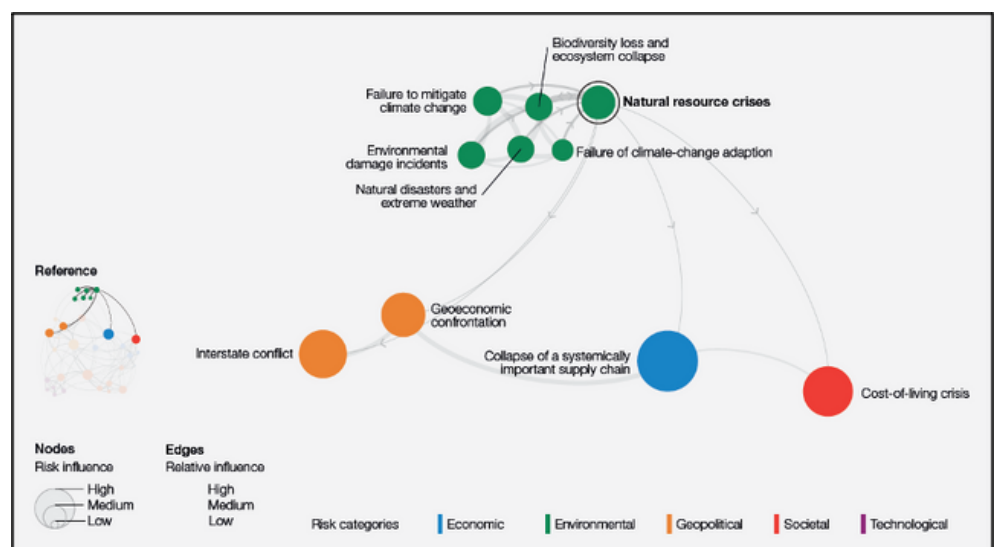 Biodiversity loss and
ecosystem collapse
Failure to mitigate
climate change
Natural resource crises
Environmental
damage incidents
Failure of climate-change adaption
Natural disasters and
extreme weather
Reference
Geoeconomic
confrontation
Interstate conflict
Collapse of a systemically
important supply chain
Cost-of-living crisis
Nodes
Risk influence
High
Medium
Low
Edges
Relative influence
High
Medium
Low
Risk categories
Economic
Environmental
Geopolitical
Societal
Technological